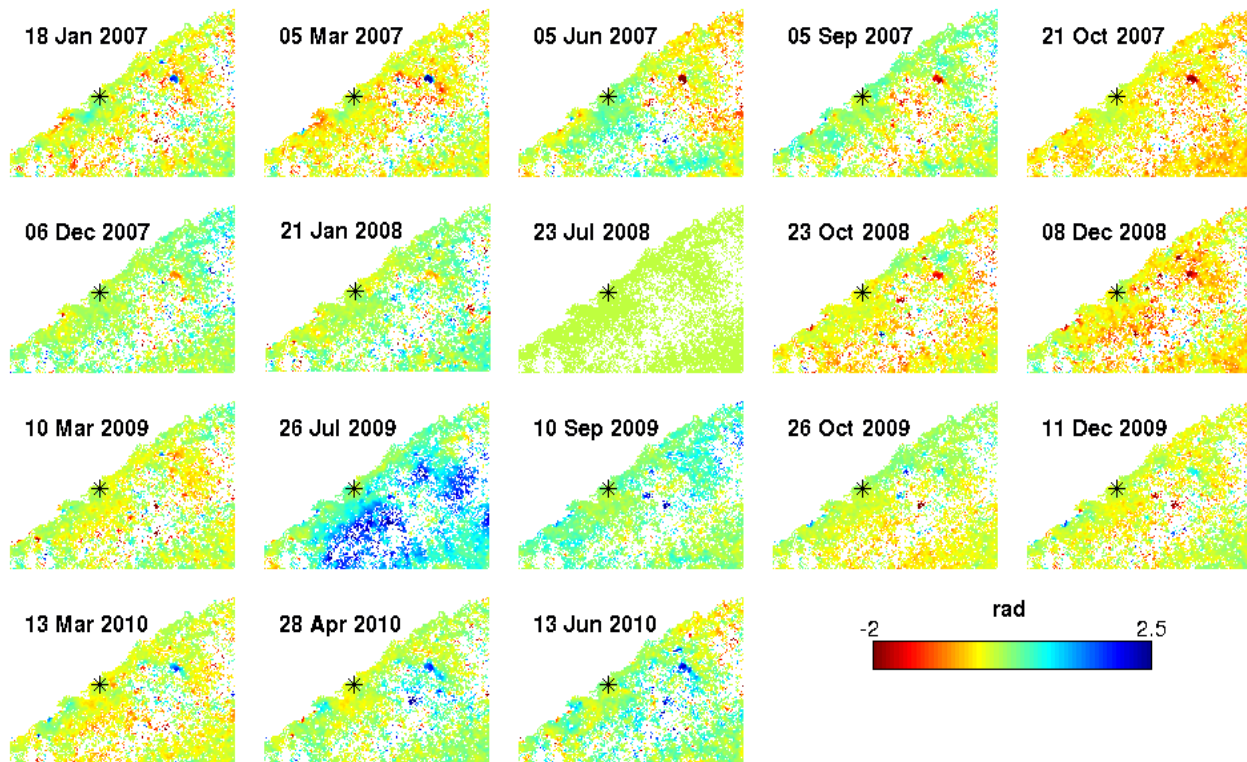 18 Jan 2007
05 Mar 2007
05 Jun 2007
05 Sep 2007
21 Oct 2007
06 Dec 2007
21 Jan 2008
23 Jul 2008
23 Oct 2008
08 Dec 2008
10 Mar 2009
26 Jul 2009
10 Sep 2009
26 Oct 2009
11 Dec 2009
13 Mar 2010
28 Apr 2010
13 Jun 2010
rad
-2 2.5